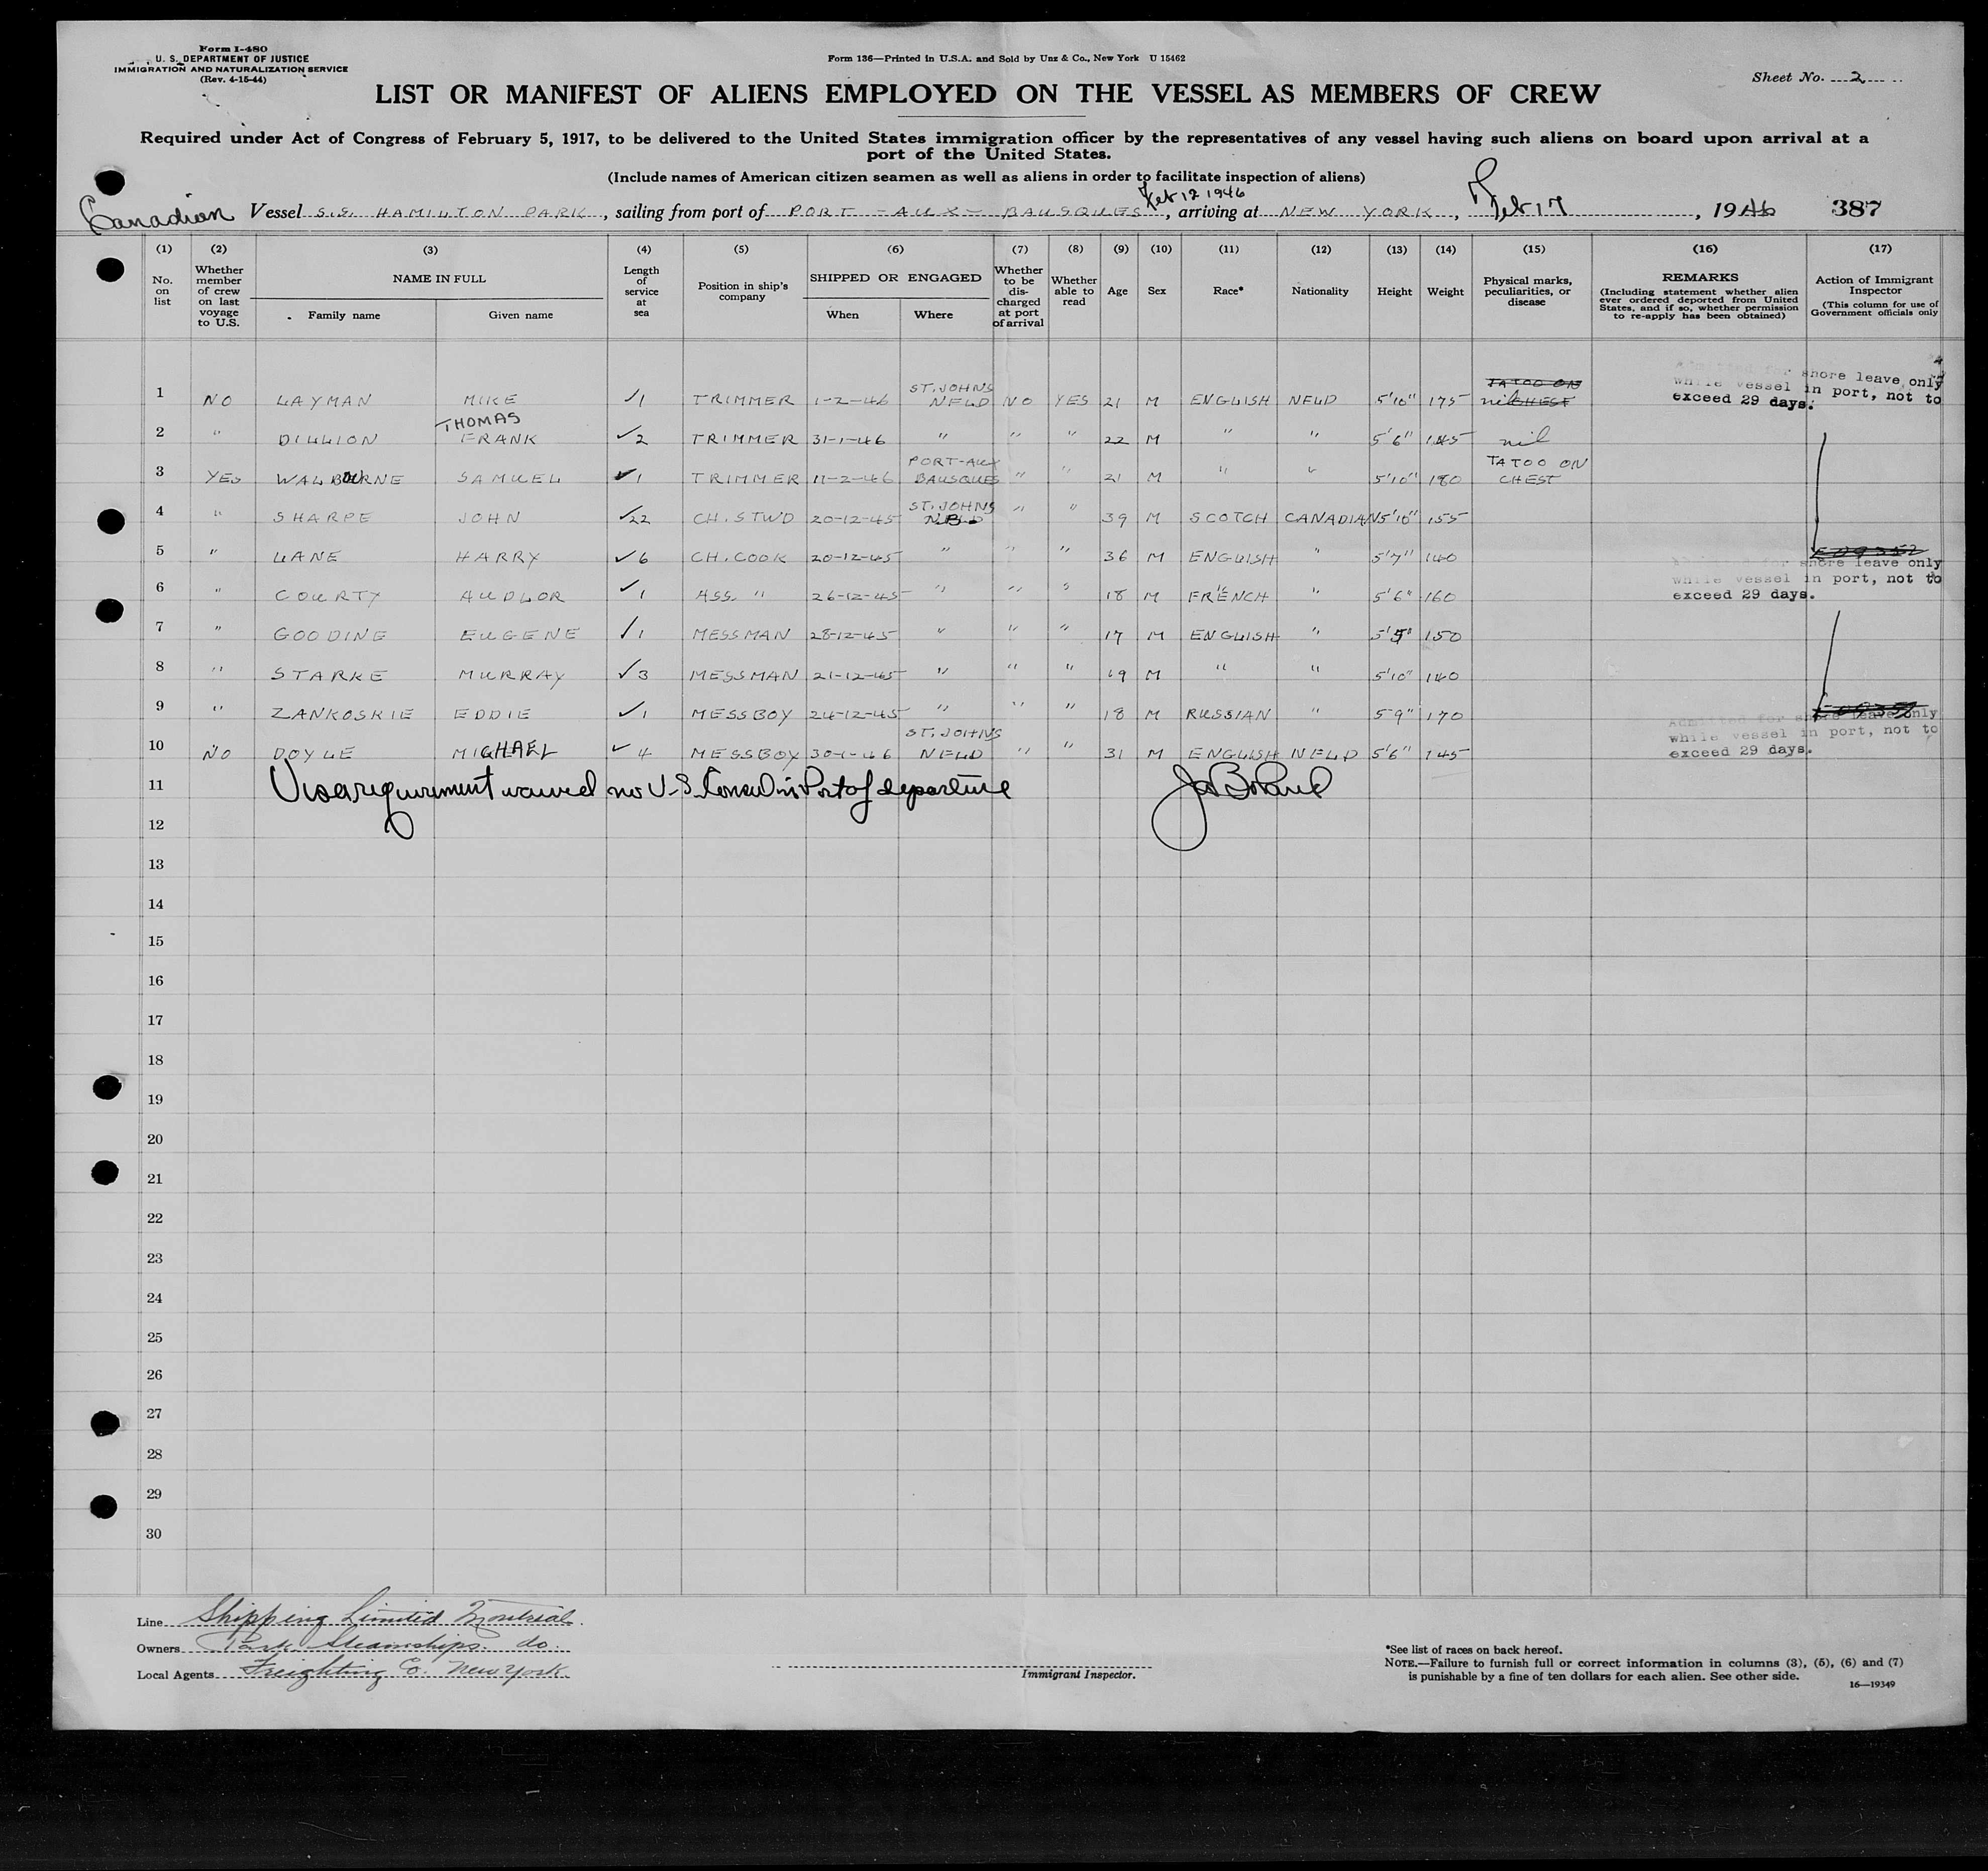 Form I-480
U. S. DEPARTMENT OF JUSTICE
IMMIGRATION AND NATURALIZATION SERVICE
(Rev. 4-15-44)
Form 136—Printed in U.S.A. and Sold by Unz & Co., New York U 15462
Sheet No. 2
LIST OR MANIFEST OF ALIENS EMPLOYED ON THE VESSEL AS MEMBERS OF CREW
Required under Act of Congress of February 5, 1917, to be delivered to the United States immigration officer by the representatives of any vessel having such aliens on board upon arrival at a
port of the United States.
(Include names of American citizen seamen as well as aliens in order to facilitate inspection of aliens)
Feb 12 1946
Canadian Vessel S.S. HAMILTON PARK, sailing from port of PORT-AUX-BAUSQUES, arriving at NEW YORK, Feb 17, 1946 387
(1) (2) (3) (4) (5) (6) (7) (8) (9) (10) (11) (12) (13) (14) (15) (16) (17)
No. on list
Whether member of crew on last voyage to U.S.
NAME IN FULL
Family name
Given name
Length of service at sea
Position in ship's company
SHIPPED OR ENGAGED
When
Where
Whether to be discharged at port of arrival
Whether able to read
Age
Sex
Race*
Nationality
Height
Weight
Physical marks, peculiarities, or disease
REMARKS
(Including statement whether alien ever ordered deported from United States, and if so, whether permission to re-apply has been obtained)
Action of Immigrant Inspector
(This column for use of Government officials only
1 NO LAYMAN MIKE ✓1 TRIMMER 1-2-46 ST. JOHNS NFLD NO YES 21 M ENGLISH NFLD 5'10" 175 TATOO ON CHEST nil
Admitted for shore leave only
while vessel in port, not to
exceed 29 days.
2 " DILLION THOMAS FRANK ✓2 TRIMMER 31-1-46 " " " 22 M " " 5'6" 145 nil
3 YES WALBOURNE SAMUEL ✓1 TRIMMER 11-2-46 PORT-AUX BAUSQUES " " 21 M " " 5'10" 180 TATOO ON CHEST
4 " SHARPE JOHN ✓22 CH. STWD 20-12-45 ST. JOHNS N.B. " " 39 M SCOTCH CANADIAN 5'10" 155
5 " LANE HARRY ✓6 CH. COOK 20-12-45 " " " 36 M ENGLISH " 5'7" 140
Admitted for shore leave only
while vessel in port, not to
exceed 29 days.
6 " COURTY AUDLOR ✓1 ASS. " 26-12-45 " " " 18 M FRENCH " 5'6" 160
7 " GOODINE EUGENE ✓1 MESSMAN 28-12-45 " " " 17 M ENGLISH " 5'5" 150
8 " STARKE MURRAY ✓3 MESSMAN 21-12-45 " " " 19 M " " 5'10" 140
9 " ZANKOSKIE EDDIE ✓1 MESSBOY 24-12-45 " " " 18 M RUSSIAN " 5-9" 170
Admitted for shore leave only
while vessel in port, not to
exceed 29 days.
10 NO DOYLE MICHAEL ✓4 MESSBOY 30-1-46 ST. JOHNS NFLD " " 31 M ENGLISH NFLD 5'6" 145
11 Visa requirement waived no U-S Consul in Port of departure
12
13
14
15
16
17
18
19
20
21
22
23
24
25
26
27
28
29
30
Line Shipping Limited Montreal.
Owners Park Steamships. do.
Local Agents Freighting Co. New York
Immigrant Inspector.
*See list of races on back hereof.
NOTE.—Failure to furnish full or correct information in columns (3), (5), (6) and (7)
is punishable by a fine of ten dollars for each alien. See other side.
16—19349